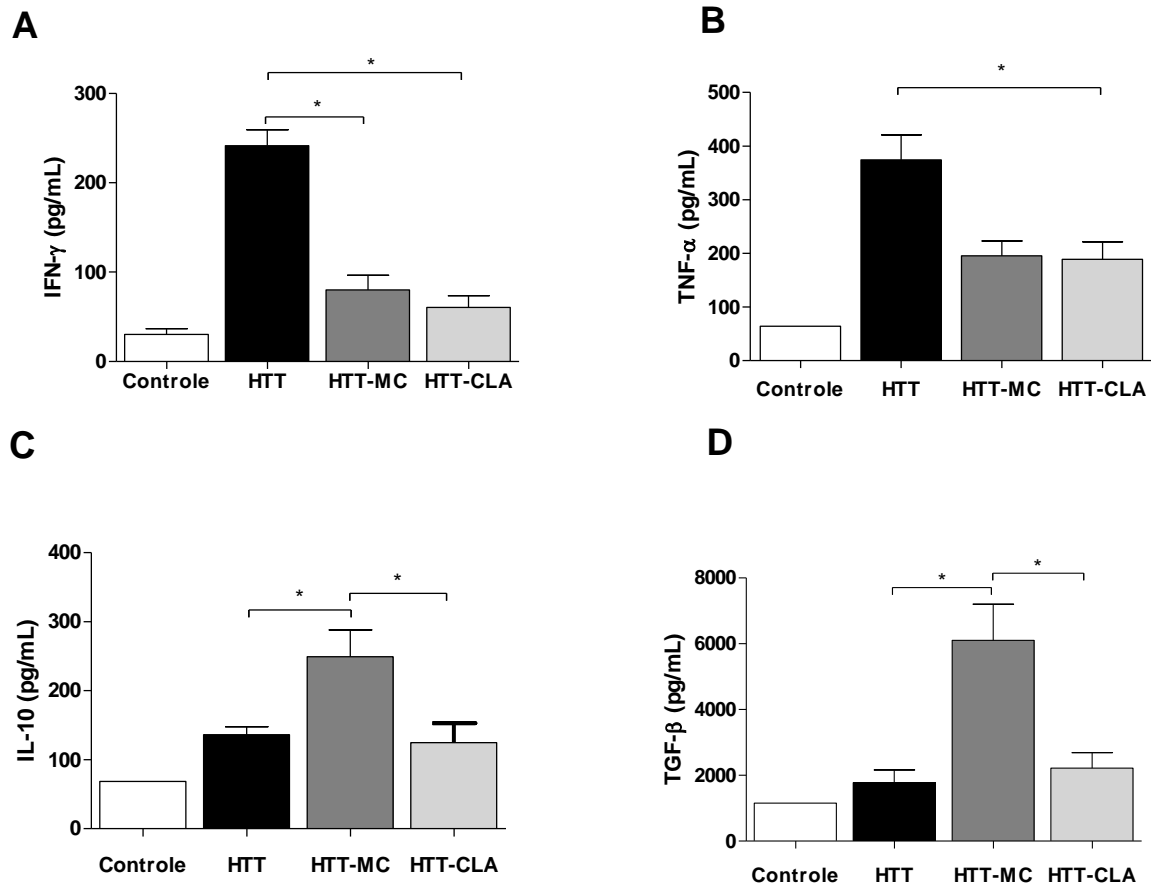 A
*
*
300
200
100
0
IFN-γ (pg/mL)
Controle HTT HTT-MC HTT-CLA
B
*
500
400
300
200
100
0
TNF-α (pg/mL)
Controle HTT HTT-MC HTT-CLA
C
*
*
400
300
200
100
0
IL-10 (pg/mL)
Controle HTT HTT-MC HTT-CLA
D
*
*
8000
6000
4000
2000
0
TGF-β (pg/mL)
Controle HTT HTT-MC HTT-CLA